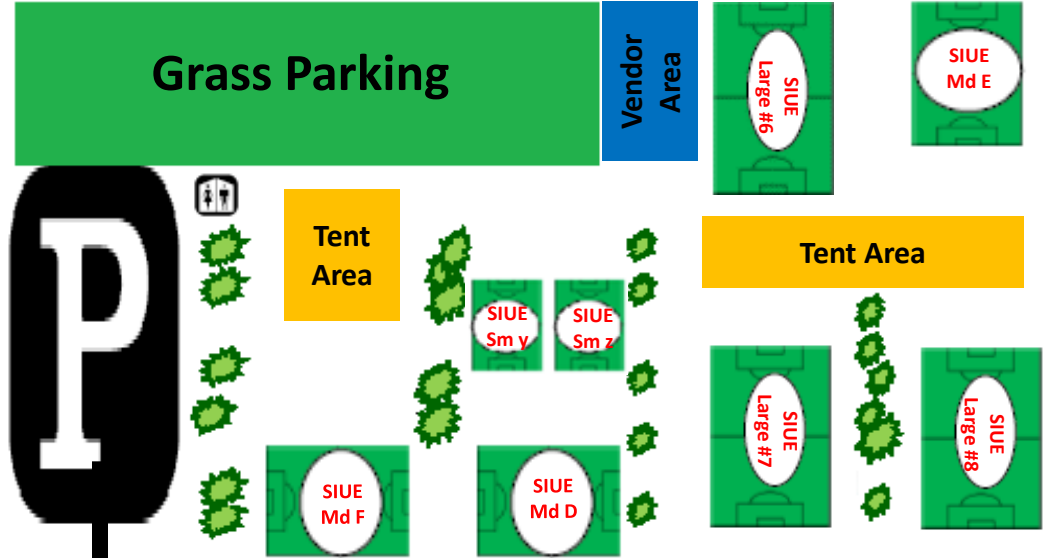 Grass Parking
Vendor
Area
SIUE
Large #6
SIUE
Md E
P
Tent
Area
Tent Area
SIUE
Sm y
SIUE
Sm z
SIUE
Large #7
SIUE
Large #8
SIUE
Md F
SIUE
Md D